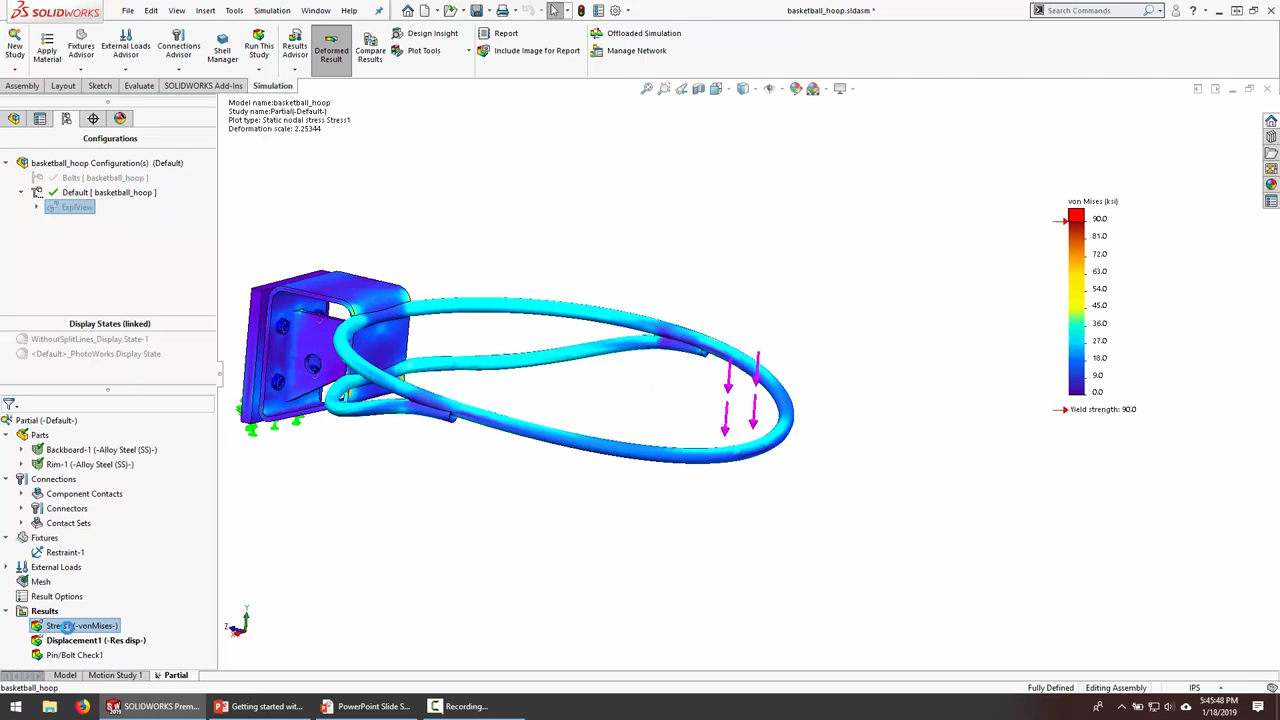 SOLIDWORKS
File Edit View Insert Tools Simulation Window Help
basketball_hoop.sldasm *
Search Commands
New Study
Apply Material
Fixtures Advisor
External Loads Advisor
Connections Advisor
Shell Manager
Run This Study
Results Advisor
Deformed Result
Compare Results
Design Insight
Plot Tools
Report
Include Image for Report
Offloaded Simulation
Manage Network
Assembly Layout Sketch Evaluate SOLIDWORKS Add-Ins Simulation
Model name:basketball_hoop
Study name:Partial(-Default-)
Plot type: Static nodal stress Stress1
Deformation scale: 2.25344
Configurations
basketball_hoop Configuration(s) (Default)
Bolts [ basketball_hoop ]
Default [ basketball_hoop ]
ExplView
Display States (linked)
WithoutSplitLines_Display State-1
<Default>_PhotoWorks Display State
Partial (-Default-)
Parts
Backboard-1 (-Alloy Steel (SS)-)
Rim-1 (-Alloy Steel (SS)-)
Connections
Component Contacts
Connectors
Contact Sets
Fixtures
Restraint-1
External Loads
Mesh
Result Options
Results
(-vonMises-)
Displacement1 (-Res disp-)
Pin/Bolt Check1
von Mises (ksi)
90.0
81.0
72.0
63.0
54.0
45.0
36.0
27.0
18.0
9.0
0.0
Yield strength: 90.0
Y
Z
Model Motion Study 1 Partial
basketball_hoop
Fully Defined Editing Assembly IPS
SOLIDWORKS Prem...
Getting started wit...
PowerPoint Slide S...
Recording...
5:45:48 PM
1/18/2019